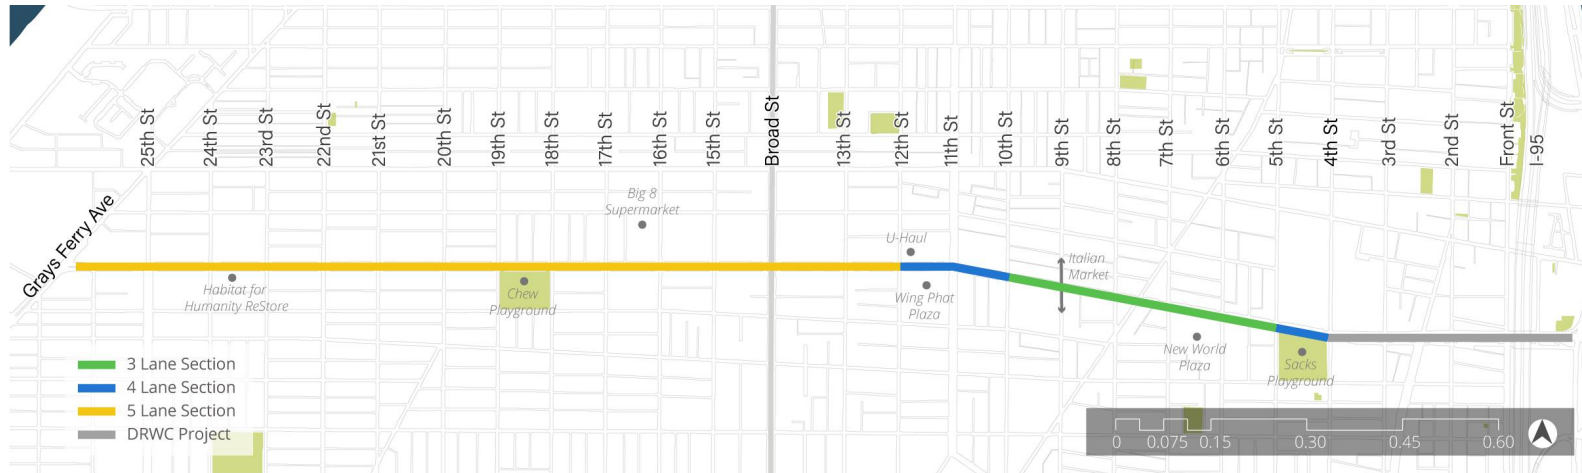 25th St
24th St
23rd St
22nd St
21st St
20th St
19th St
18th St
17th St
16th St
15th St
Broad St
13th St
12th St
11th St
10th St
9th St
8th St
7th St
6th St
5th St
4th St
3rd St
2nd St
Front St
I-95
Grays Ferry Ave
Big 8
Supermarket
U-Haul
Italian
Market
Habitat for
Humanity ReStore
Chew
Playground
Wing Phat
Plaza
New World
Plaza
Sacks
Playground
3 Lane Section
4 Lane Section
5 Lane Section
DRWC Project
0 0.075 0.15 0.30 0.45 0.60